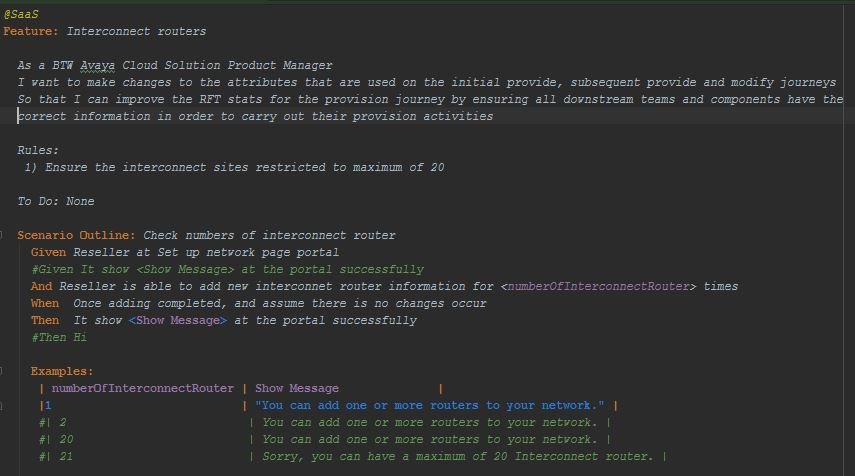 @SaaS
Feature: Interconnect routers
As a BTW Avaya Cloud Solution Product Manager
I want to make changes to the attributes that are used on the initial provide, subsequent provide and modify journeys
So that I can improve the RFT stats for the provision journey by ensuring all downstream teams and components have the
correct information in order to carry out their provision activities
Rules:
1) Ensure the interconnect sites restricted to maximum of 20
To Do: None
Scenario Outline: Check numbers of interconnect router
Given Reseller at Set up network page portal
#Given It show <Show Message> at the portal successfully
And Reseller is able to add new interconnet router information for <numberOfInterconnectRouter> times
When Once adding completed, and assume there is no changes occur
Then It show <Show Message> at the portal successfully
#Then Hi
Examples:
| numberOfInterconnectRouter | Show Message |
|1 | "You can add one or more routers to your network." |
#| 2 | You can add one or more routers to your network. |
#| 20 | You can add one or more routers to your network. |
#| 21 | Sorry, you can have a maximum of 20 Interconnect router. |